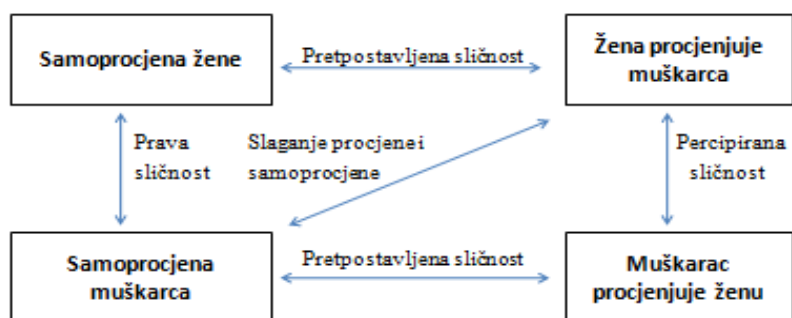 Samoprocjena žene
Pretpostavljena sličnost
Žena procjenjuje
muškarca
Prava
sličnost
Slaganje procjene i
samoprocjene
Percipirana
sličnost
Samoprocjena
muškarca
Pretpostavljena sličnost
Muškarac
procjenjuje ženu